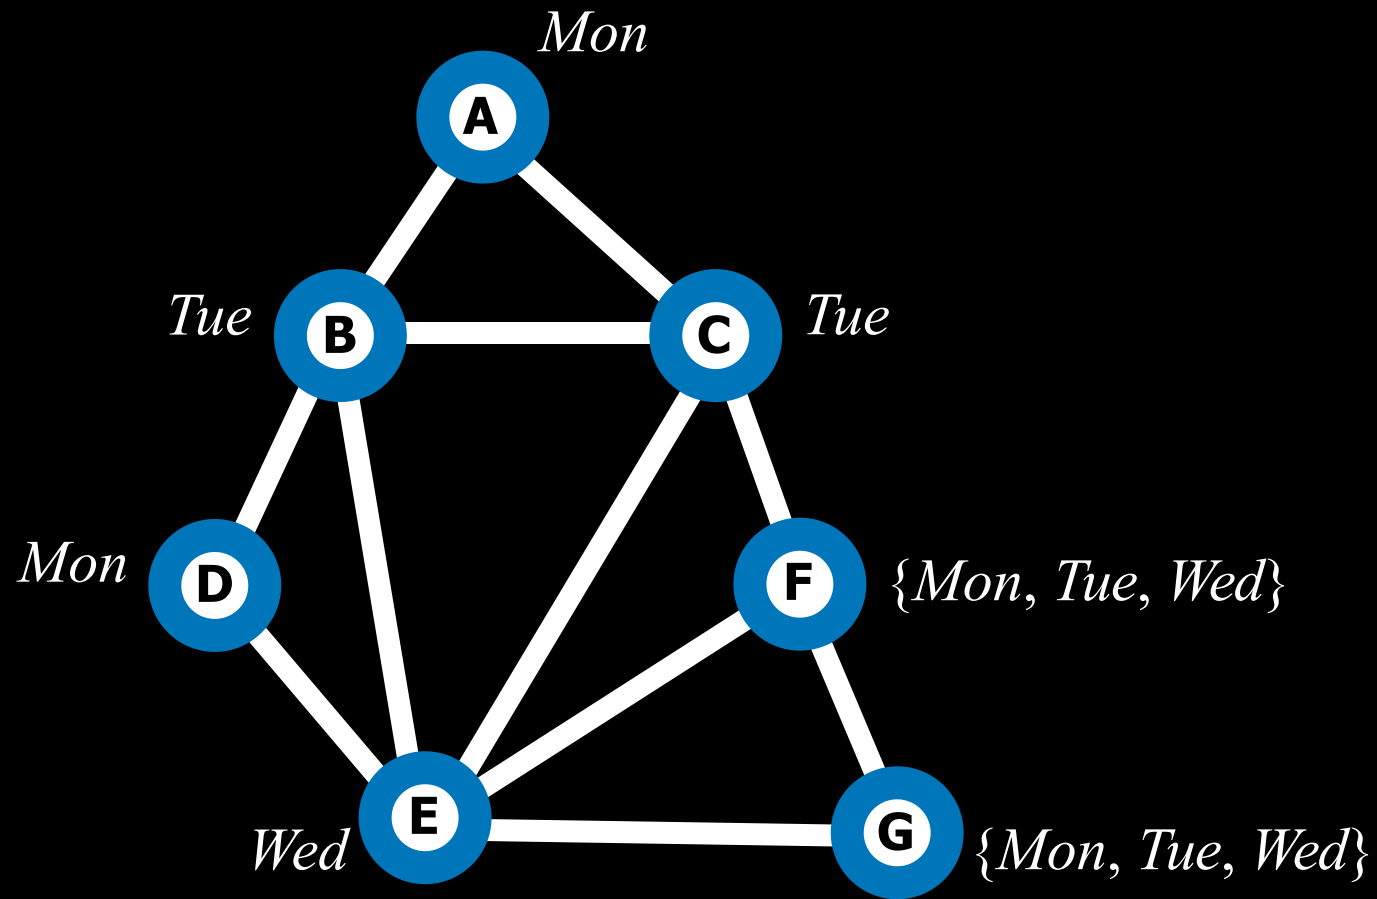 Mon
A
Tue
B
C
Tue
Mon
D
F
{Mon, Tue, Wed}
E
Wed
G
{Mon, Tue, Wed}